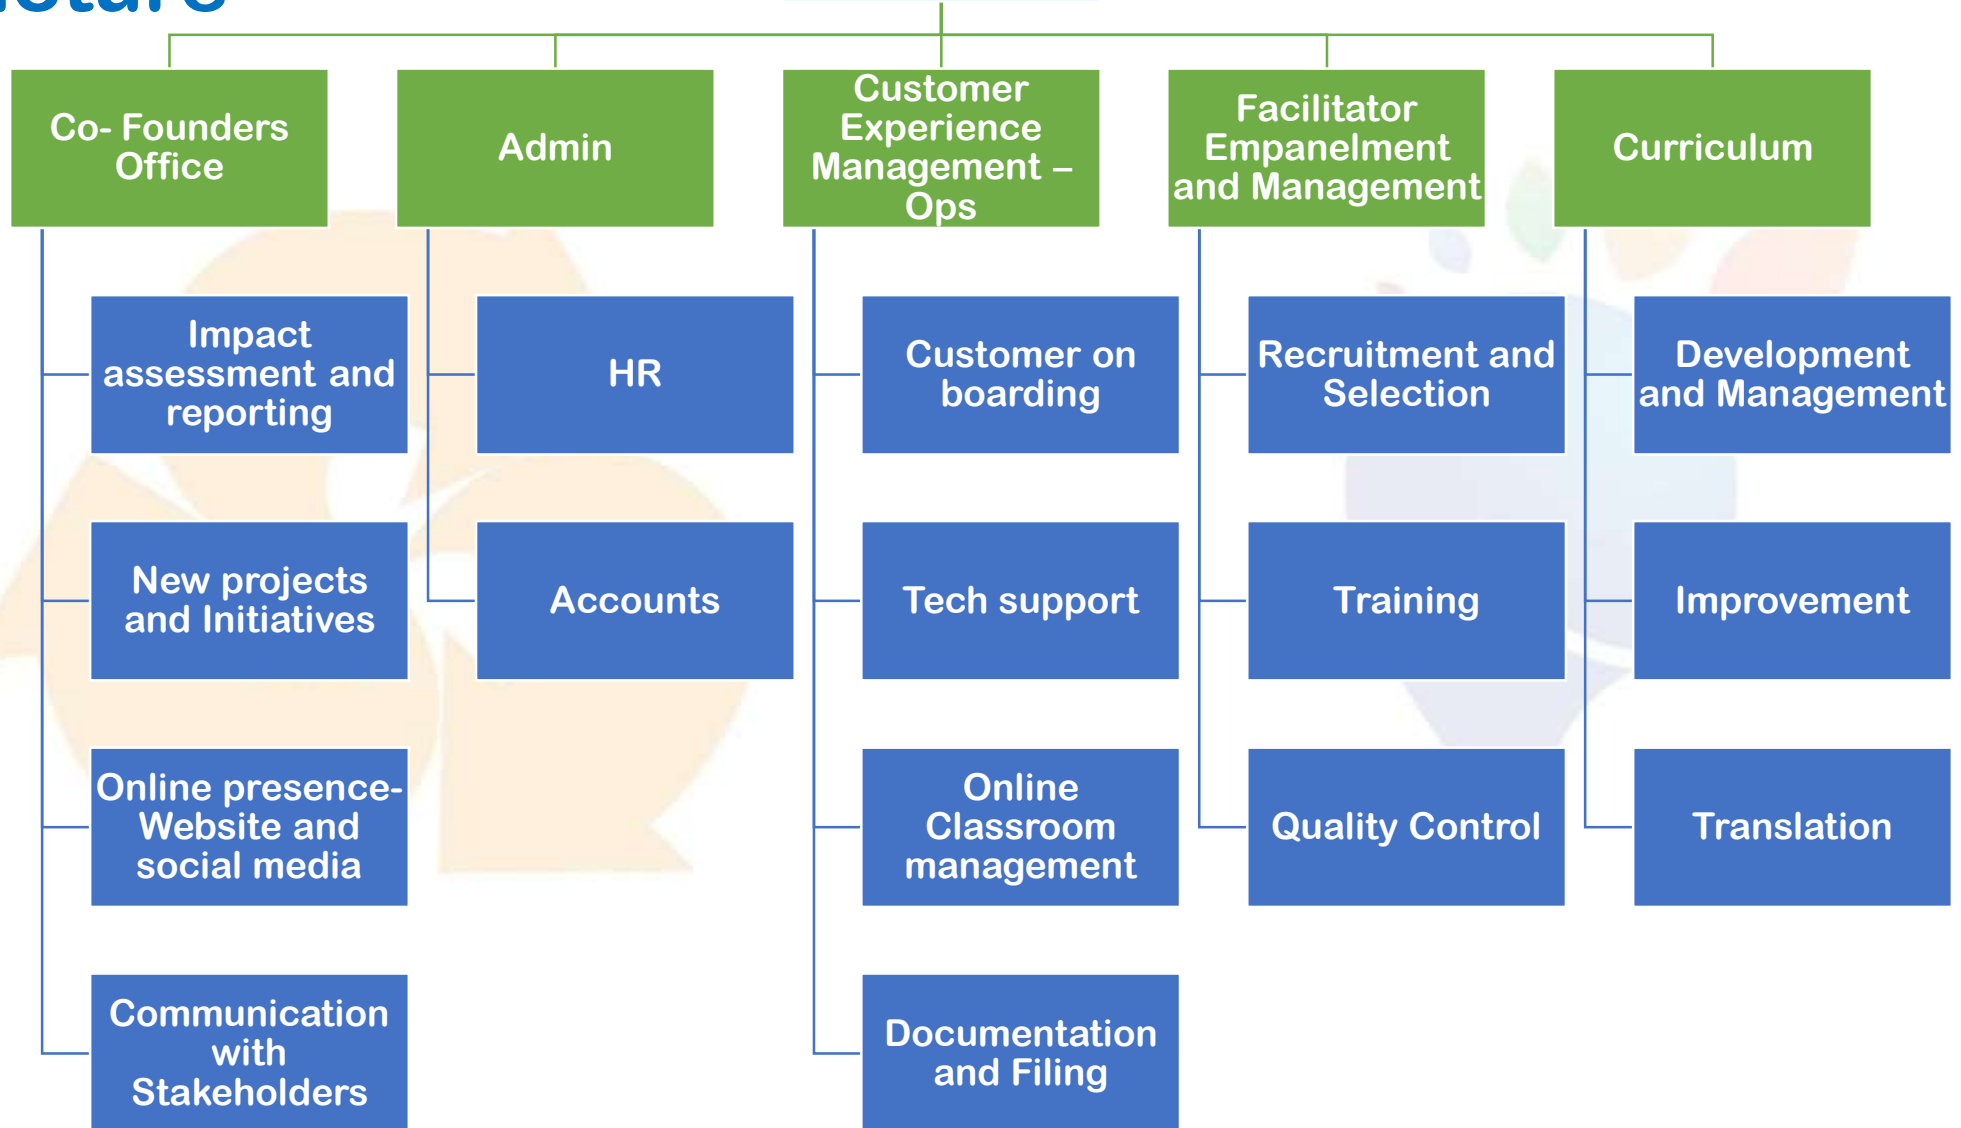 Co- Founders
Office
Admin
Customer
Experience
Management –
Ops
Facilitator
Empanelment
and Management
Curriculum
Impact
assessment and
reporting
HR
Customer on
boarding
Recruitment and
Selection
Development
and Management
New projects
and Initiatives
Accounts
Tech support
Training
Improvement
Online presence-
Website and
social media
Online
Classroom
management
Quality Control
Translation
Communication
with
Stakeholders
Documentation
and Filing